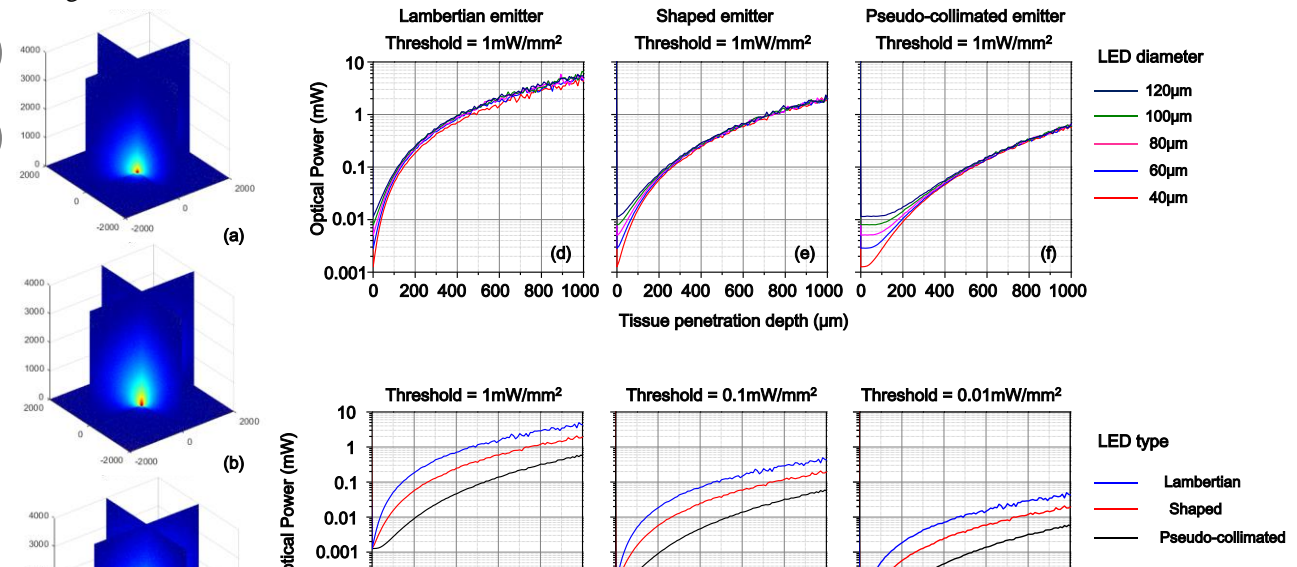 Lambertian emitter
Threshold = 1mW/mm²
Shaped emitter
Threshold = 1mW/mm²
Pseudo-collimated emitter
Threshold = 1mW/mm²
4000
3000
2000
1000
0
2000
0
-2000
-2000
0
2000
(a)
Optical Power (mW)
10
1
0.1
0.01
0.001
(d)
(e)
(f)
0 200 400 600 800 1000
0 200 400 600 800 1000
0 200 400 600 800 1000
Tissue penetration depth (µm)
LED diameter
120µm
100µm
80µm
60µm
40µm
4000
3000
2000
1000
0
2000
0
-2000
-2000
0
2000
(b)
Threshold = 1mW/mm²
Threshold = 0.1mW/mm²
Threshold = 0.01mW/mm²
Power (mW)
10
1
0.1
0.01
0.001
LED type
Lambertian
Shaped
Pseudo-collimated
4000
3000